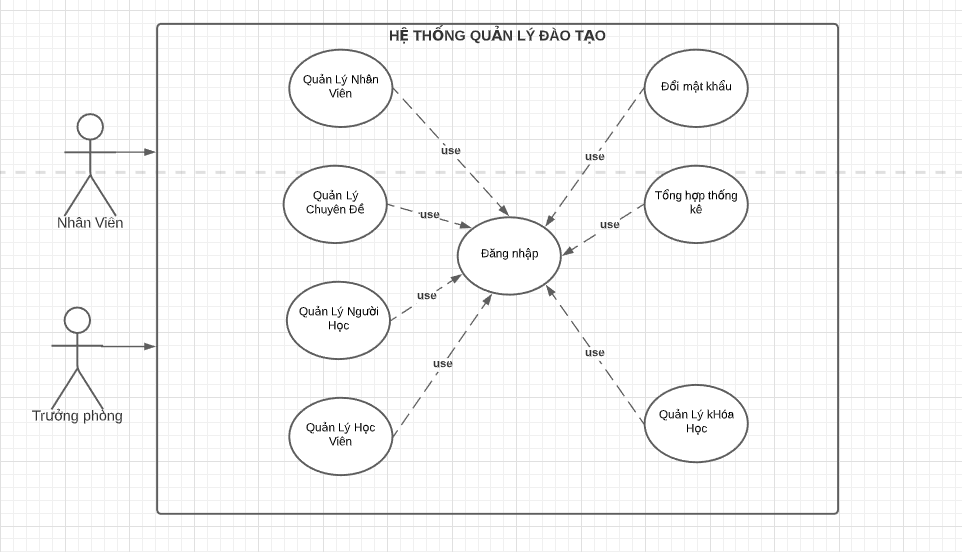 HỆ THỐNG QUẢN LÝ ĐÀO TẠO
Quản Lý Nhân
Viên
Đổi mật khẩu
use
use
Quản Lý
Chuyên Đề
Tổng hợp thống
kê
use
use
Nhân Viên
Đăng nhập
use
Quản Lý Người
Học
use
use
Trưởng phòng
Quản Lý kHóa
Học
Quản Lý Học
Viên